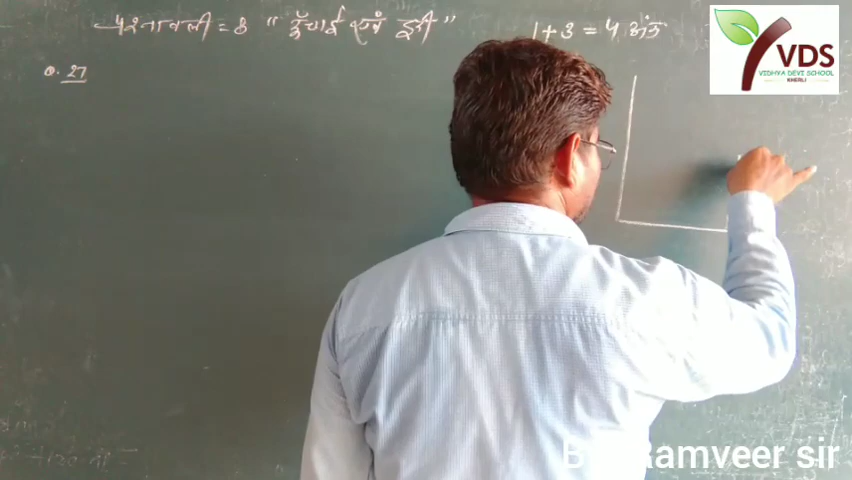 प्रश्नावली = 8 " ऊँचाई एवं दूरी "
1 + 3 = 4 अंक
Q. 27
VDS
VIDHYA DEVI SCHOOL
KHERLI
Ramveer sir